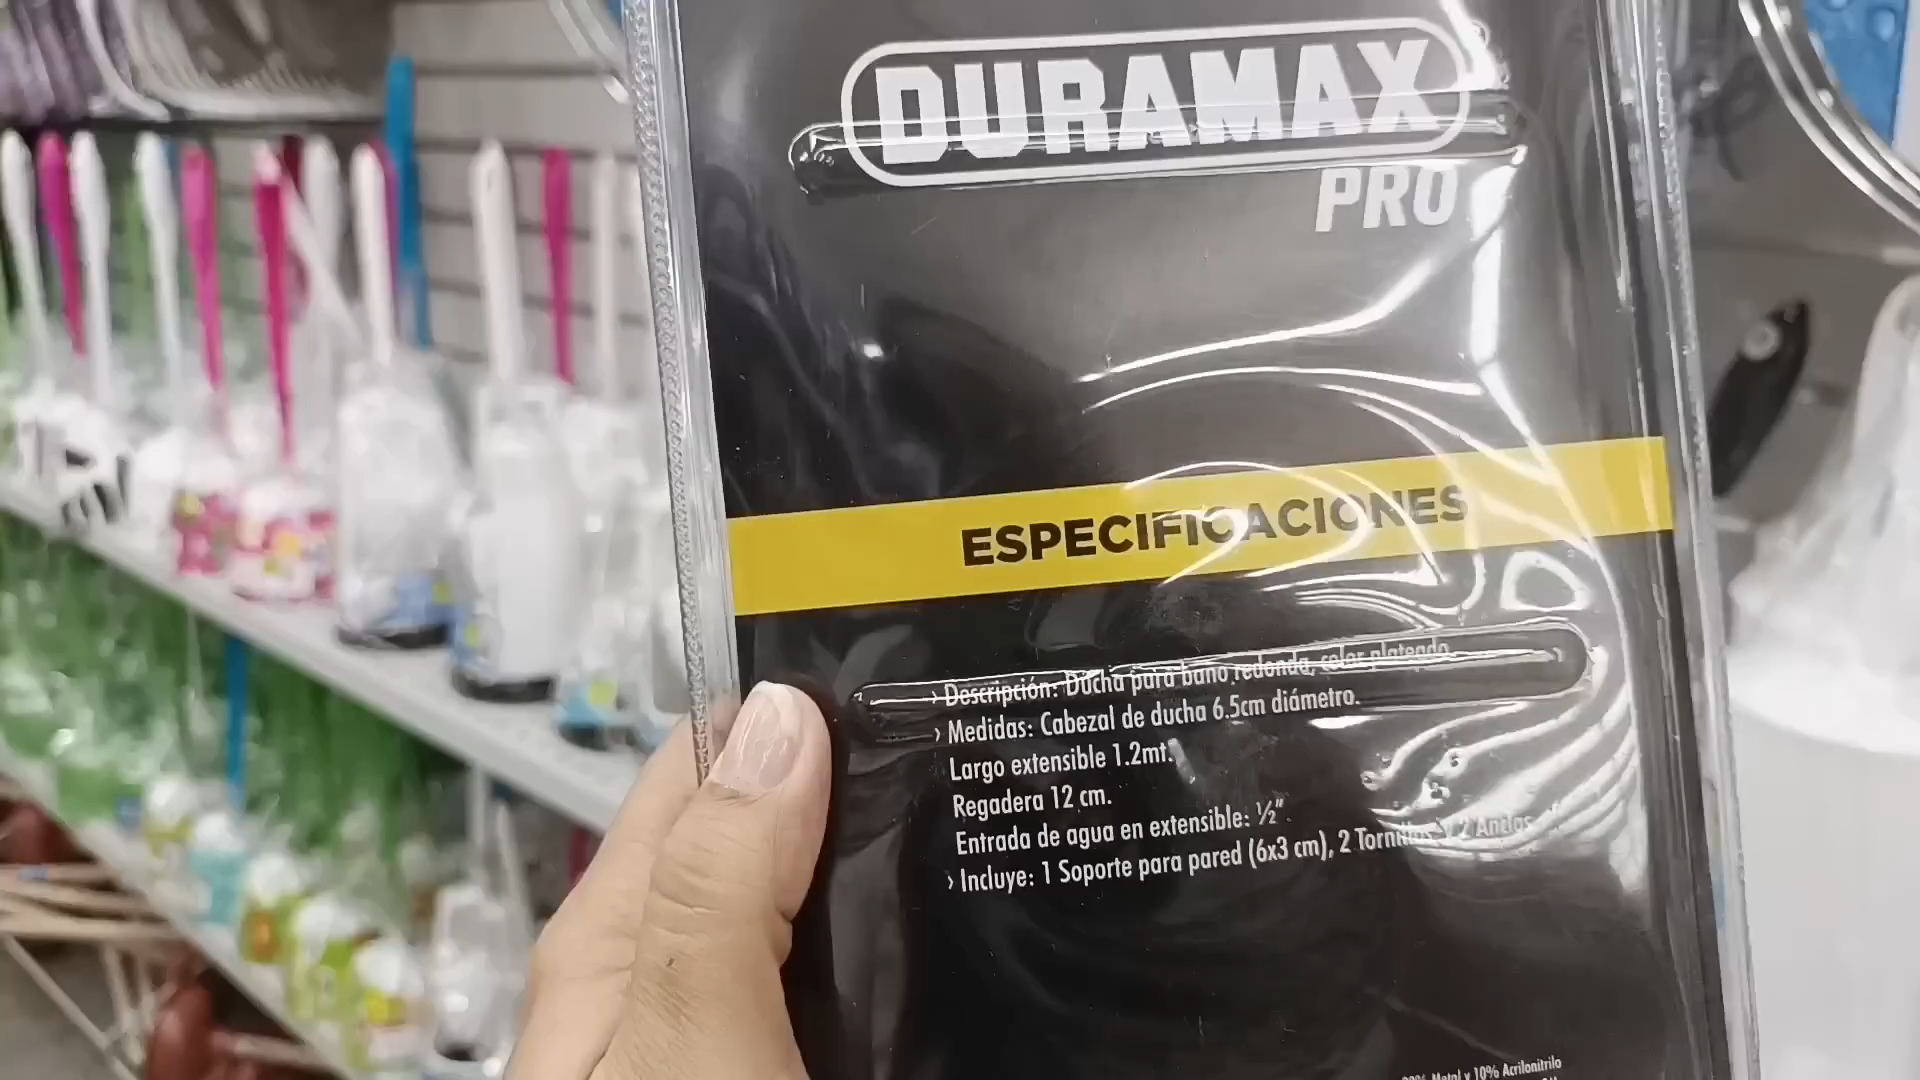 DURAMAX
PRO
ESPECIFICACIONES
› Descripción: Ducha para baño redonda, color plateado
› Medidas: Cabezal de ducha 6.5cm diámetro.
Largo extensible 1.2mt.
Regadera 12 cm.
Entrada de agua en extensible: ½".
› Incluye: 1 Soporte para pared (6x3 cm), 2 Tornillos y 2 Anclas
Metal y 10% Acrilonitrilo